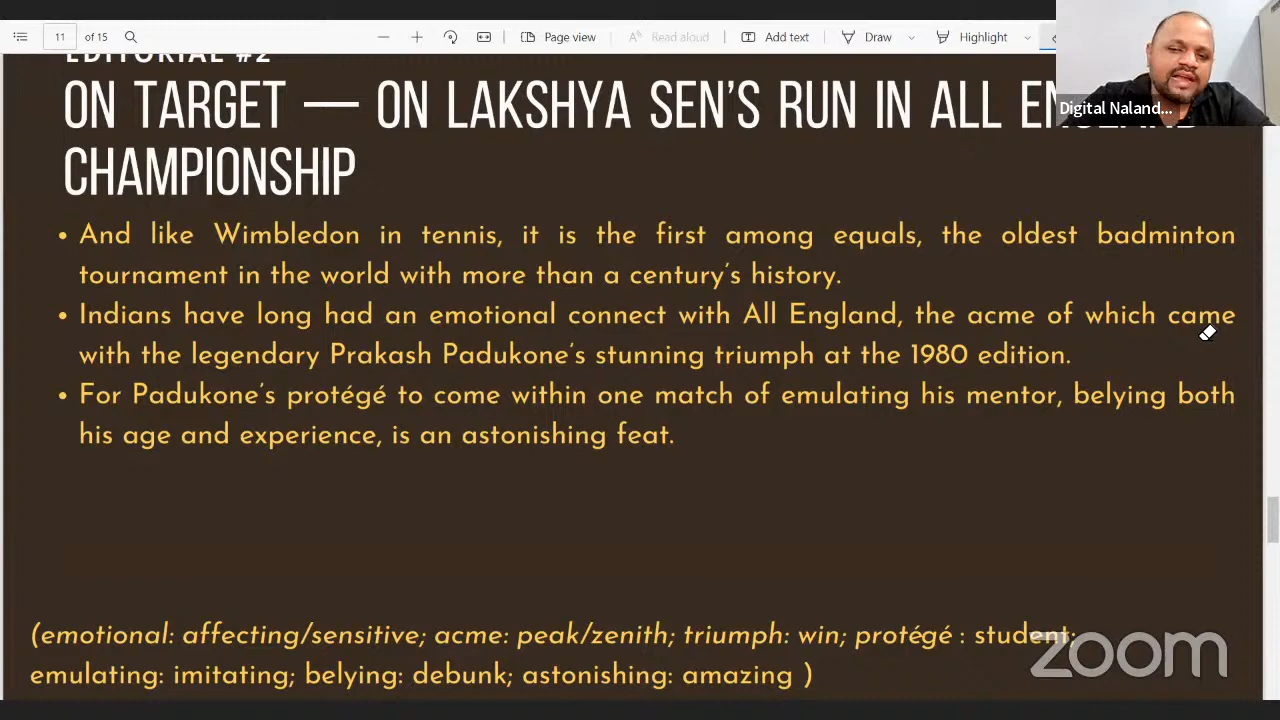 11 of 15
Page view
Read aloud
Add text
Draw
Highlight
Digital Naland...
EDITORIAL #2
ON TARGET — ON LAKSHYA SEN'S RUN IN ALL ENGLAND
CHAMPIONSHIP
• And like Wimbledon in tennis, it is the first among equals, the oldest badminton
tournament in the world with more than a century's history.
• Indians have long had an emotional connect with All England, the acme of which came
with the legendary Prakash Padukone's stunning triumph at the 1980 edition.
• For Padukone's protégé to come within one match of emulating his mentor, belying both
his age and experience, is an astonishing feat.
(emotional: affecting/sensitive; acme: peak/zenith; triumph: win; protégé : student;
emulating: imitating; belying: debunk; astonishing: amazing )
zoom